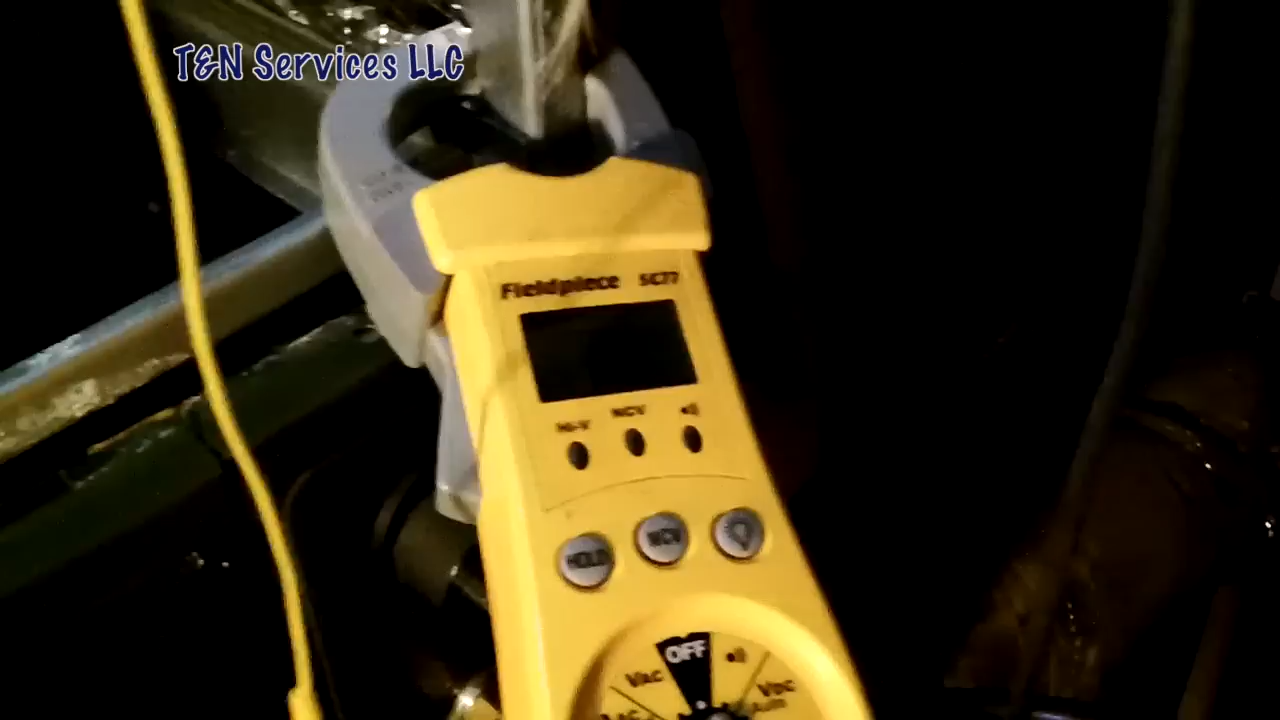 T&N Services LLC
Fieldpiece SC77
Hi-V NCV
HOLD NCV
OFF
VAC
VDC